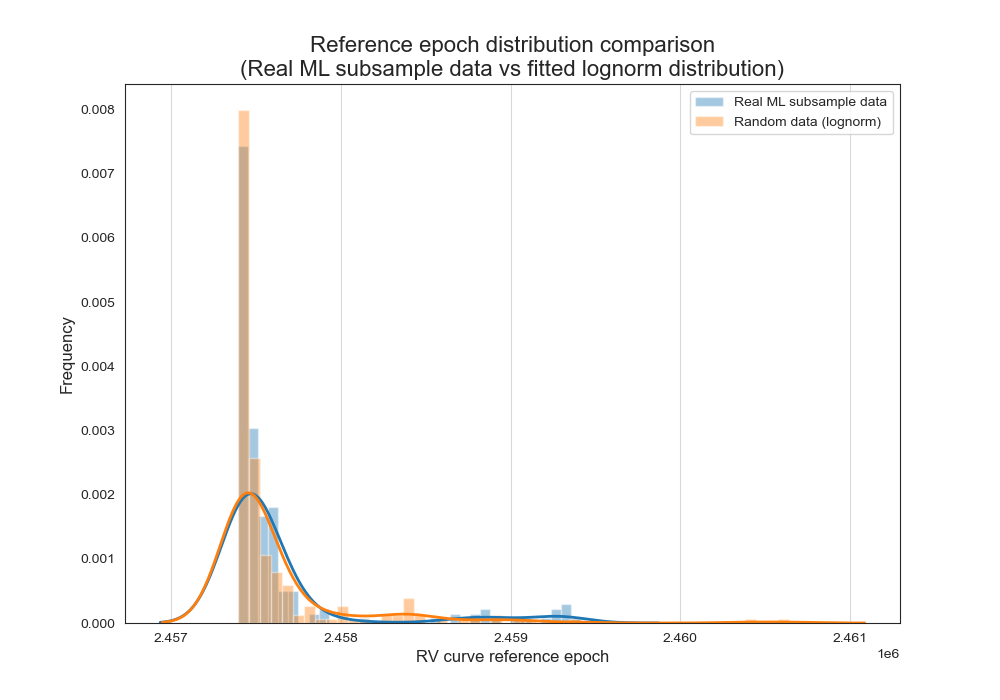 Reference epoch distribution comparison
(Real ML subsample data vs fitted lognorm distribution)
Real ML subsample data
Random data (lognorm)
Frequency
0.008
0.007
0.006
0.005
0.004
0.003
0.002
0.001
0.000
2.457 2.458 2.459 2.460 2.461
1e6
RV curve reference epoch